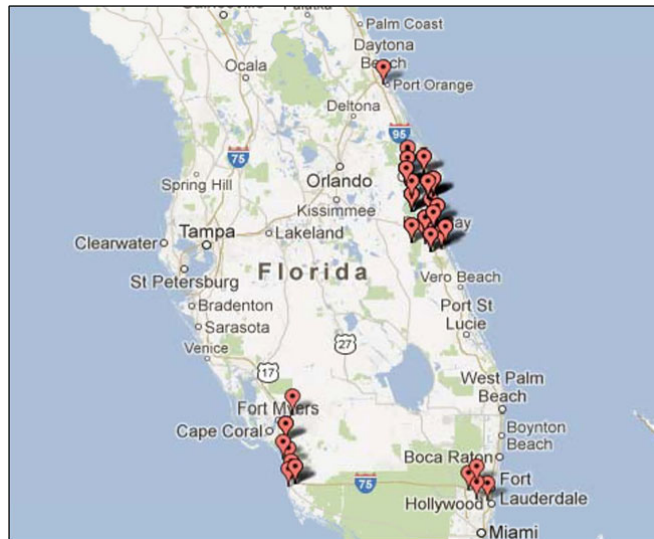 Palatka
Palm Coast
Daytona
Beach
Ocala
Port Orange
Deltona
95
75
Orlando
Spring Hill
Kissimmee
Tampa
Lakeland
Clearwater
Florida
St Petersburg
Vero Beach
Bradenton
Port St
Lucie
Sarasota
27
Venice
17
West Palm
Beach
Fort Myers
Cape Coral
Boynton
Beach
Boca Raton
75
Fort
Lauderdale
Hollywood
Miami